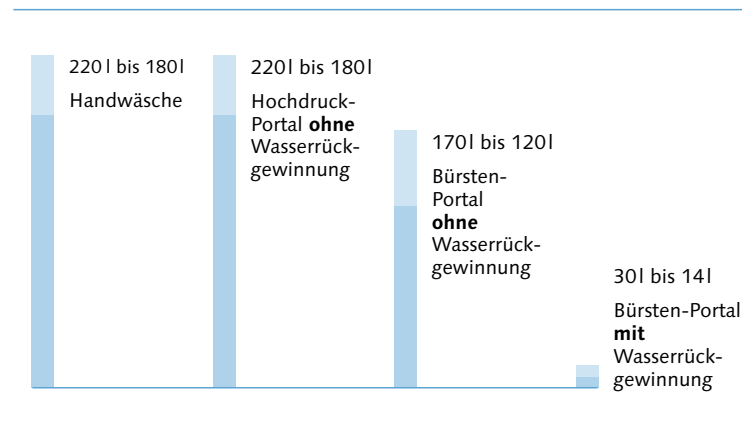 220 l bis 180 l
Handwäsche
220 l bis 180 l
Hochdruck-
Portal ohne
Wasserrück-
gewinnung
170 l bis 120 l
Bürsten-
Portal
ohne
Wasserrück-
gewinnung
30 l bis 14 l
Bürsten-Portal
mit
Wasserrück-
gewinnung